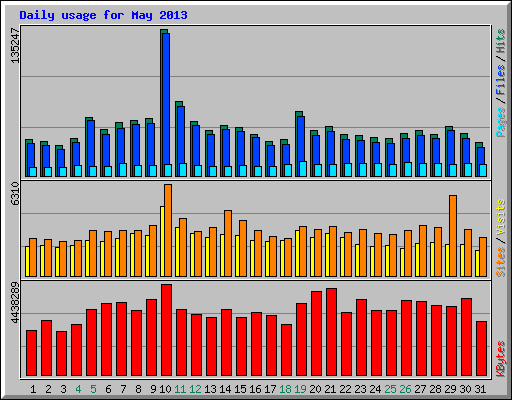 Daily usage for May 2013
135247
Pages/Files/Hits
6310
Sites/Visits
4438289
KBytes
1 2 3 4 5 6 7 8 9 10 11 12 13 14 15 16 17 18 19 20 21 22 23 24 25 26 27 28 29 30 31